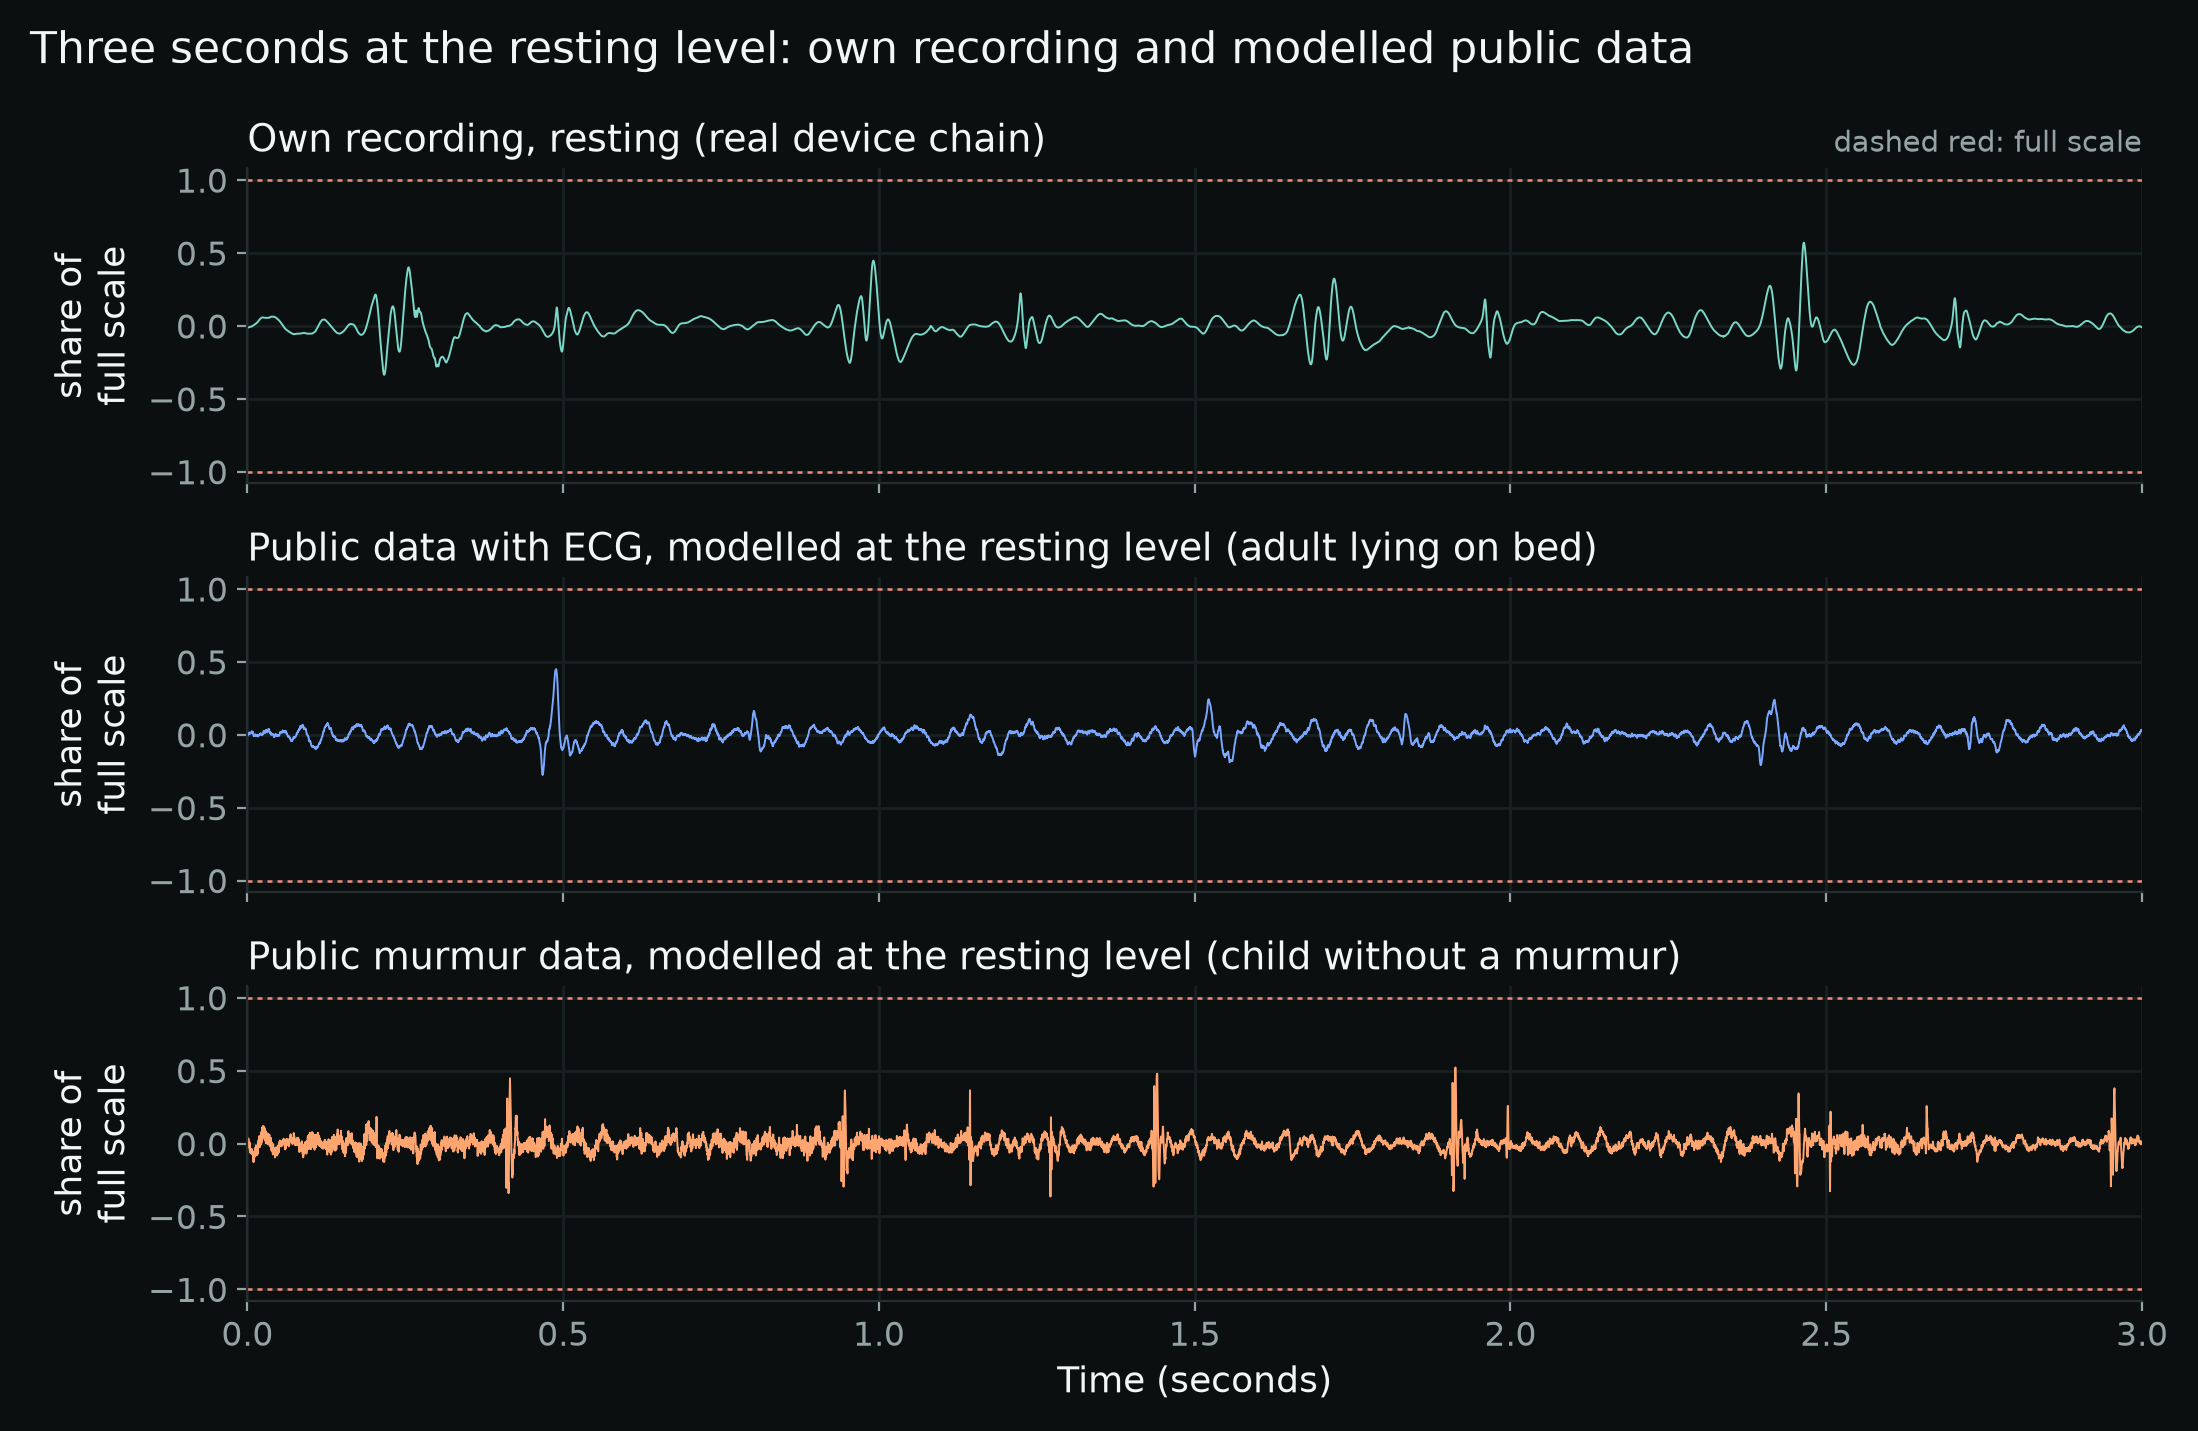 Three seconds at the resting level: own recording and modelled public data
Own recording, resting (real device chain)
dashed red: full scale
share of
full scale
1.0
0.5
0.0
−0.5
−1.0
Public data with ECG, modelled at the resting level (adult lying on bed)
share of
full scale
1.0
0.5
0.0
−0.5
−1.0
Public murmur data, modelled at the resting level (child without a murmur)
share of
full scale
1.0
0.5
0.0
−0.5
−1.0
0.0 0.5 1.0 1.5 2.0 2.5 3.0
Time (seconds)